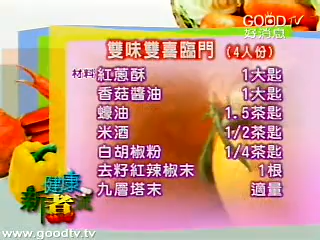 GOODTV
好消息
雙味雙喜臨門 (4人份)
材料 紅蔥酥 1大匙
香菇醬油 1大匙
蠔油 1.5茶匙
米酒 1/2茶匙
白胡椒粉 1/4茶匙
去籽紅辣椒末 1根
九層塔末 適量
健康
新煮
www.goodtv.tv